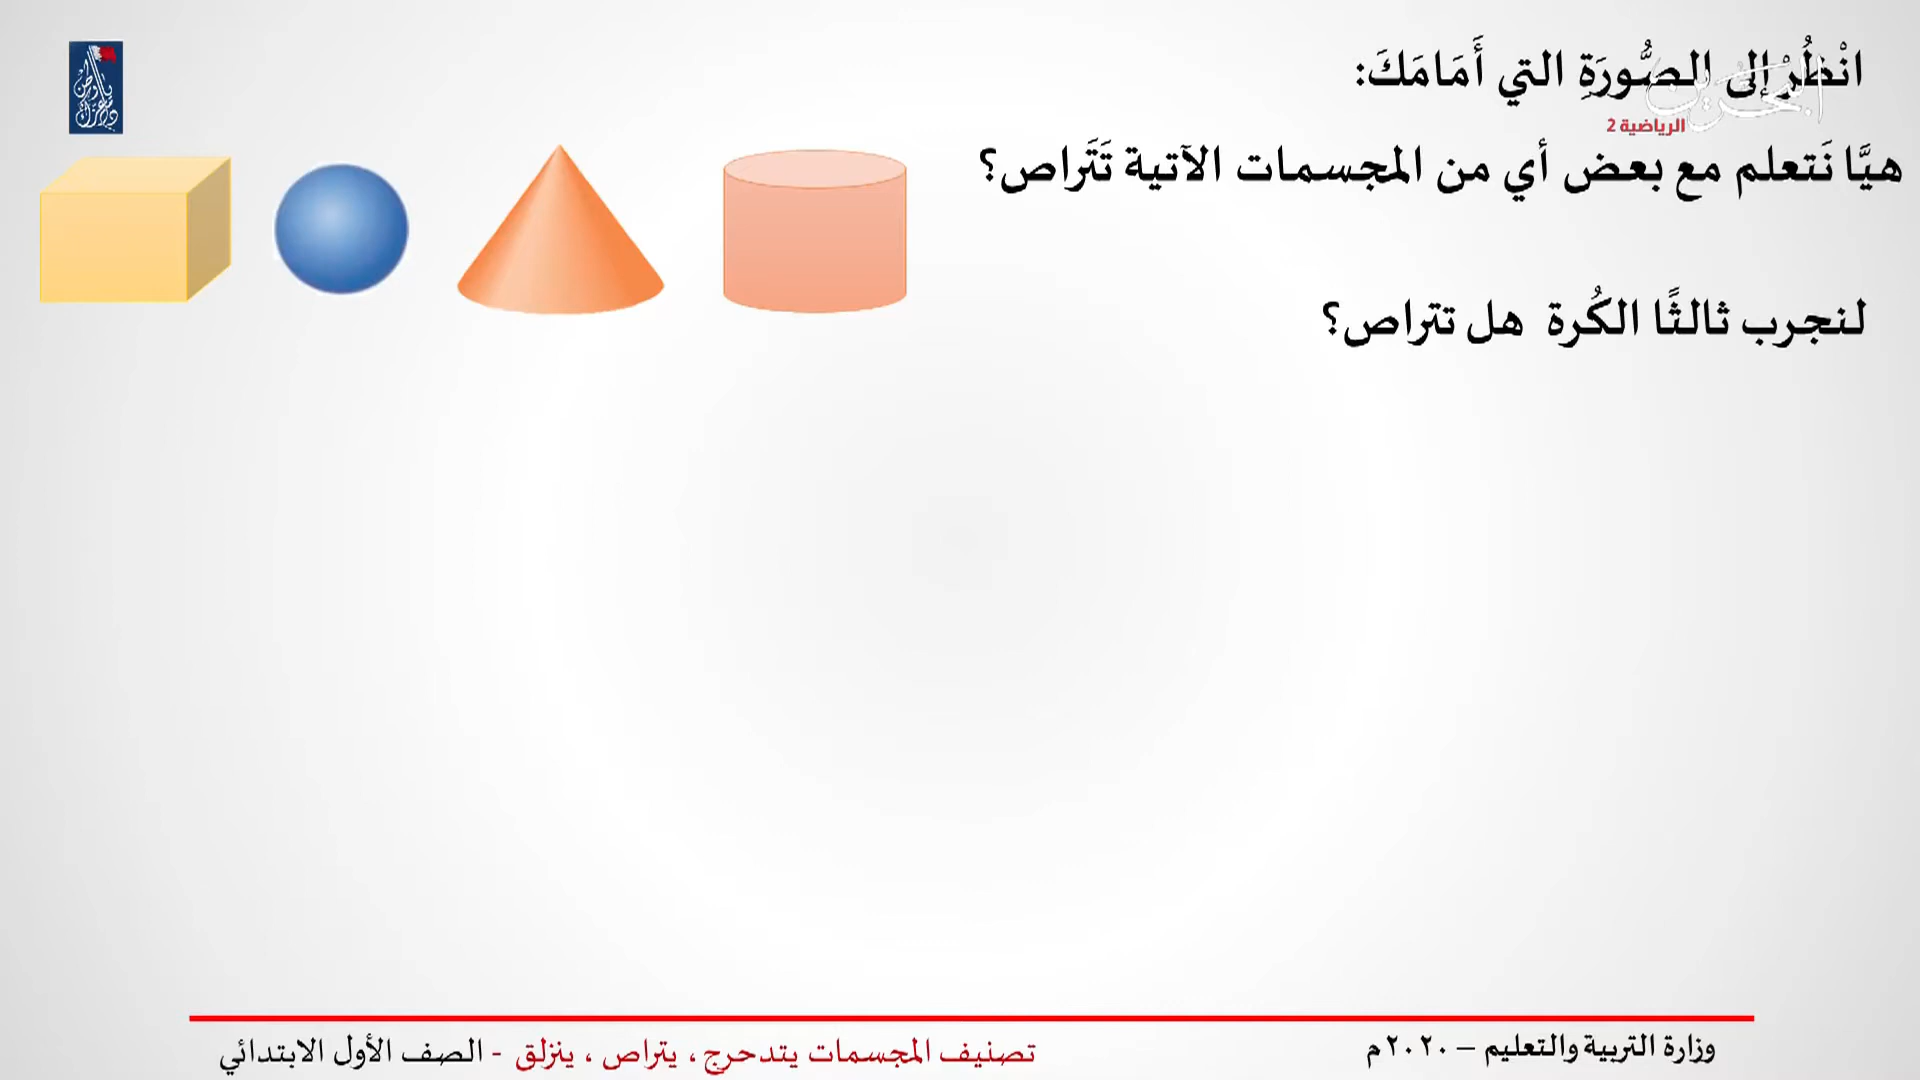 انْظُرْ إلى الصُّورَةِ التي أَمَامَكَ:
البحرين
الرياضية 2
هيَّا نَتعلم مع بعض أي من المجسمات الآتية تَتَراص؟
لنجرب ثالثًا الكُرة هل تتراص؟
وزارة التربية والتعليم – ٢٠٢٠م
تصنيف المجسمات يتدحرج ، يتراص ، ينزلق - الصف الأول الابتدائي